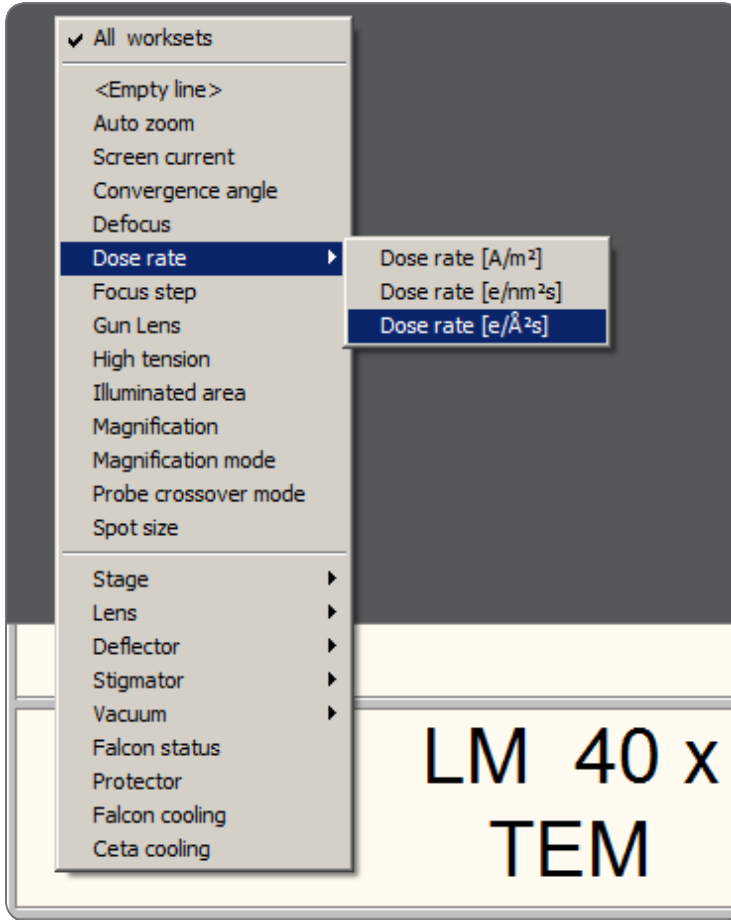 All worksets
<Empty line>
Auto zoom
Screen current
Convergence angle
Defocus
Dose rate
Dose rate [A/m²]
Dose rate [e/nm²s]
Dose rate [e/Å²s]
Focus step
Gun Lens
High tension
Illuminated area
Magnification
Magnification mode
Probe crossover mode
Spot size
Stage
Lens
Deflector
Stigmator
Vacuum
Falcon status
Protector
Falcon cooling
Ceta cooling
LM 40 x
TEM